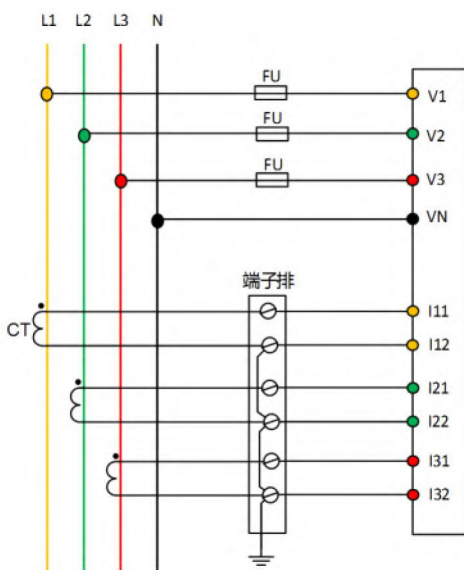 L1 L2 L3 N
FU V1
FU V2
FU V3
VN
端子排
I11
CT I12
I21
I22
I31
I32